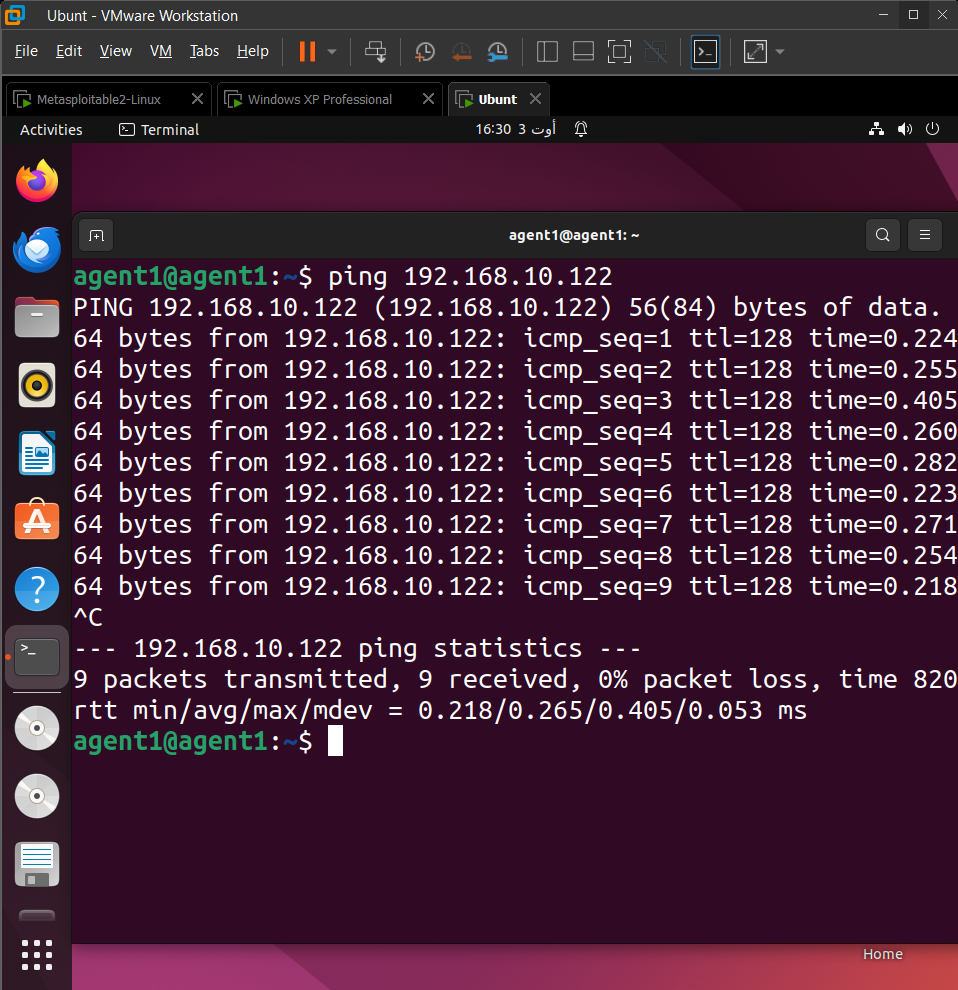 Ubunt - VMware Workstation
File Edit View VM Tabs Help
Metasploitable2-Linux Windows XP Professional Ubunt
Activities Terminal 16:30 3 أوت
agent1@agent1: ~
agent1@agent1:~$ ping 192.168.10.122
PING 192.168.10.122 (192.168.10.122) 56(84) bytes of data.
64 bytes from 192.168.10.122: icmp_seq=1 ttl=128 time=0.224
64 bytes from 192.168.10.122: icmp_seq=2 ttl=128 time=0.255
64 bytes from 192.168.10.122: icmp_seq=3 ttl=128 time=0.405
64 bytes from 192.168.10.122: icmp_seq=4 ttl=128 time=0.260
64 bytes from 192.168.10.122: icmp_seq=5 ttl=128 time=0.282
64 bytes from 192.168.10.122: icmp_seq=6 ttl=128 time=0.223
64 bytes from 192.168.10.122: icmp_seq=7 ttl=128 time=0.271
64 bytes from 192.168.10.122: icmp_seq=8 ttl=128 time=0.254
64 bytes from 192.168.10.122: icmp_seq=9 ttl=128 time=0.218
^C
--- 192.168.10.122 ping statistics ---
9 packets transmitted, 9 received, 0% packet loss, time 820
rtt min/avg/max/mdev = 0.218/0.265/0.405/0.053 ms
agent1@agent1:~$
Home